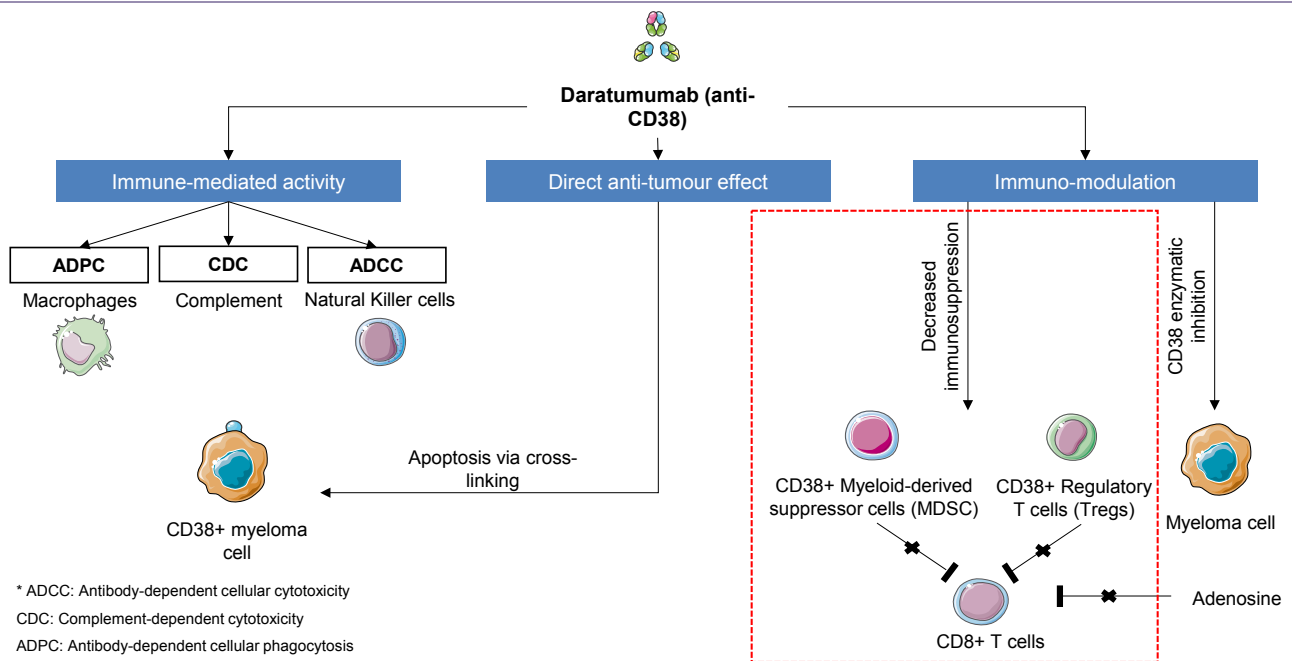 Daratumumab (anti-
CD38)
Immune-mediated activity
Direct anti-tumour effect
Immuno-modulation
ADPC
CDC
ADCC
Macrophages
Complement
Natural Killer cells
Decreased
immunosuppression
CD38 enzymatic
inhibition
Apoptosis via cross-
linking
CD38+ myeloma
cell
CD38+ Myeloid-derived
suppressor cells (MDSC)
CD38+ Regulatory
T cells (Tregs)
Myeloma cell
Adenosine
CD8+ T cells
* ADCC: Antibody-dependent cellular cytotoxicity
CDC: Complement-dependent cytotoxicity
ADPC: Antibody-dependent cellular phagocytosis